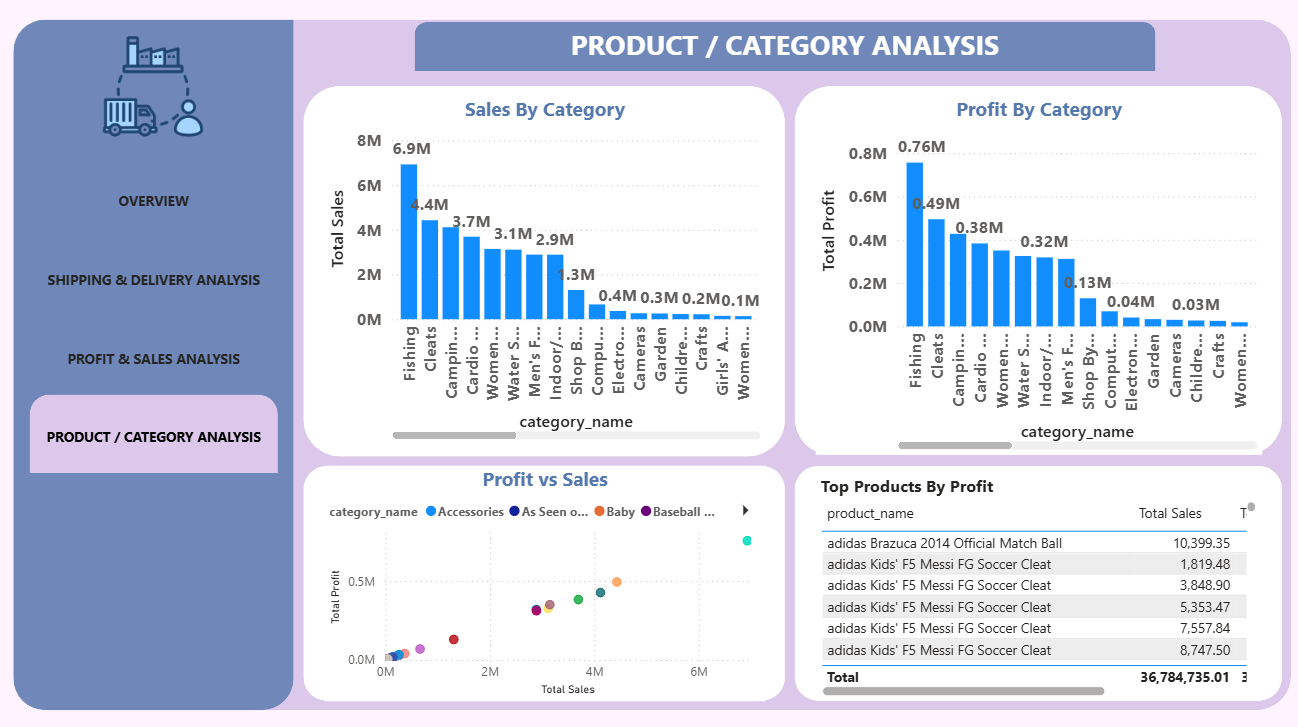 PRODUCT / CATEGORY ANALYSIS
OVERVIEW
SHIPPING & DELIVERY ANALYSIS
PROFIT & SALES ANALYSIS
PRODUCT / CATEGORY ANALYSIS
Sales By Category
Total Sales
8M
6M
4M
2M
0M
6.9M
4.4M
3.7M
3.1M
2.9M
1.3M
0.4M
0.3M
0.2M
0.1M
Fishing
Cleats
Campin...
Cardio ...
Women...
Water S...
Men's F...
Indoor/...
Shop B...
Compu...
Electro...
Cameras
Garden
Childre...
Crafts
Girls' A...
Women...
category_name
Profit By Category
Total Profit
0.8M
0.6M
0.4M
0.2M
0.0M
0.76M
0.49M
0.38M
0.32M
0.13M
0.04M
0.03M
Fishing
Cleats
Campin...
Cardio ...
Women...
Water S...
Indoor/...
Men's F...
Shop By...
Comput...
Electron...
Garden
Cameras
Childre...
Crafts
Women...
category_name
Profit vs Sales
category_name Accessories As Seen o... Baby Baseball ...
Total Profit
0.5M
0.0M
0M 2M 4M 6M
Total Sales
Top Products By Profit
product_name Total Sales T
adidas Brazuca 2014 Official Match Ball 10,399.35
adidas Kids' F5 Messi FG Soccer Cleat 1,819.48
adidas Kids' F5 Messi FG Soccer Cleat 3,848.90
adidas Kids' F5 Messi FG Soccer Cleat 5,353.47
adidas Kids' F5 Messi FG Soccer Cleat 7,557.84
adidas Kids' F5 Messi FG Soccer Cleat 8,747.50
Total 36,784,735.01 3